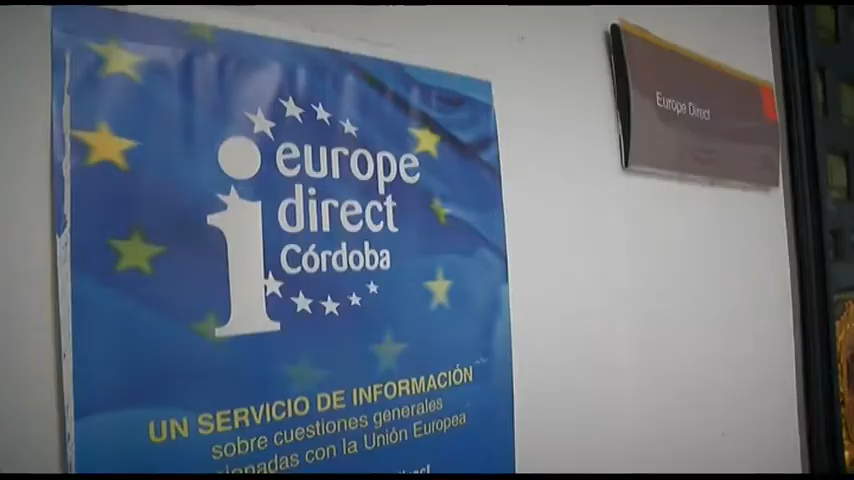 europe
direct
Córdoba
UN SERVICIO DE INFORMACIÓN
sobre cuestiones generales
con la Unión Europea
Europe Direct